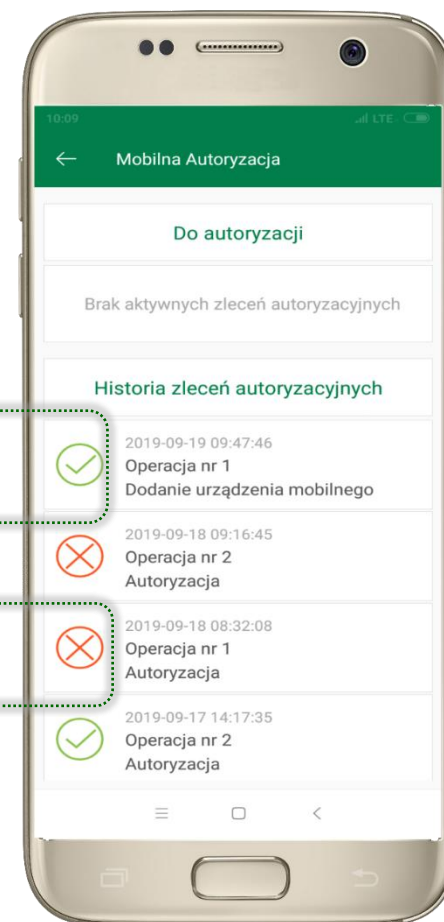 10:09
LTE
Mobilna Autoryzacja
Do autoryzacji
Brak aktywnych zleceń autoryzacyjnych
Historia zleceń autoryzacyjnych
2019-09-19 09:47:46
Operacja nr 1
Dodanie urządzenia mobilnego
2019-09-18 09:16:45
Operacja nr 2
Autoryzacja
2019-09-18 08:32:08
Operacja nr 1
Autoryzacja
2019-09-17 14:17:35
Operacja nr 2
Autoryzacja